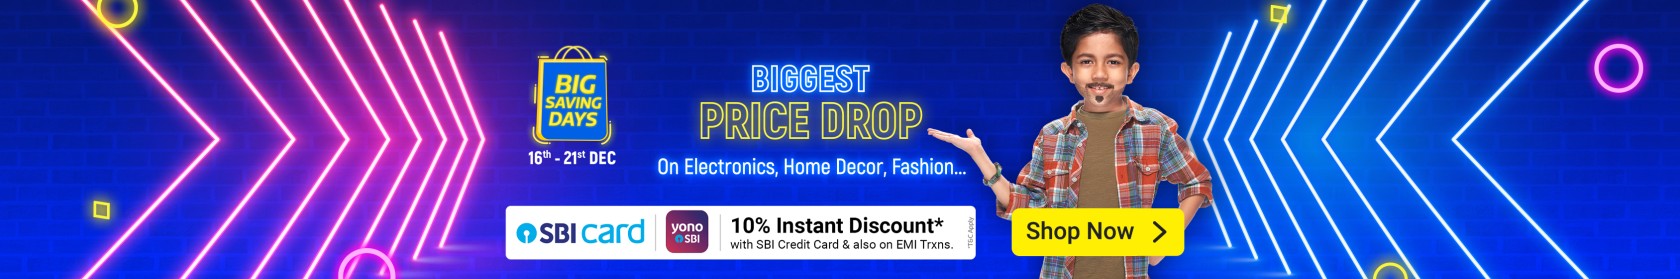 BIG
SAVING
DAYS
16th - 21st DEC
BIGGEST
PRICE DROP
On Electronics, Home Decor, Fashion...
SBI card
yono
SBI
10% Instant Discount*
with SBI Credit Card & also on EMI Trxns.
*T&C Apply
Shop Now